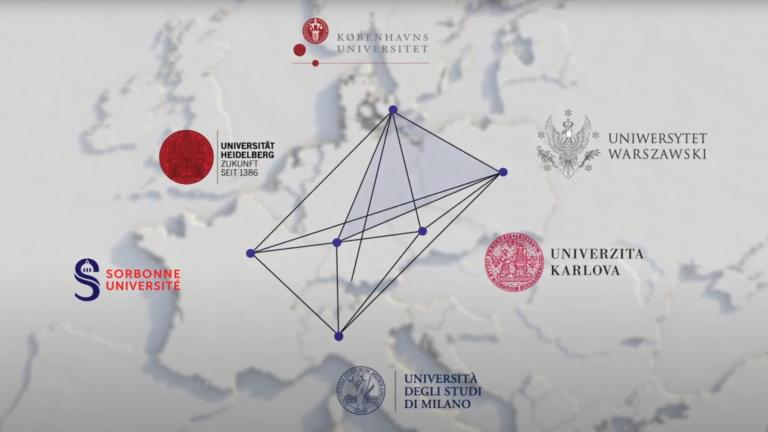 KØBENHAVNS
UNIVERSITET
UNIVERSITÄT
HEIDELBERG
ZUKUNFT
SEIT 1386
UNIWERSYTET
WARSZAWSKI
SORBONNE
UNIVERSITÉ
UNIVERZITA
KARLOVA
UNIVERSITÀ
DEGLI STUDI
DI MILANO